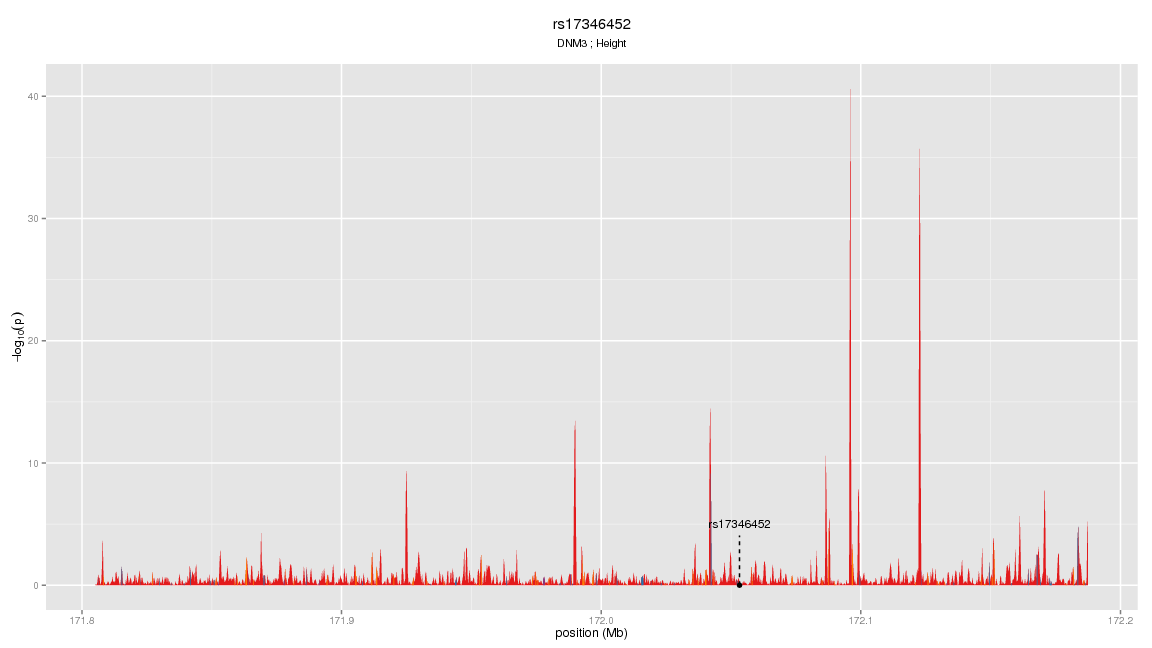 rs17346452
DNM3 ; Height
40
30
20
10
0
−log10(p)
rs17346452
171.8 171.9 172.0 172.1 172.2
position (Mb)